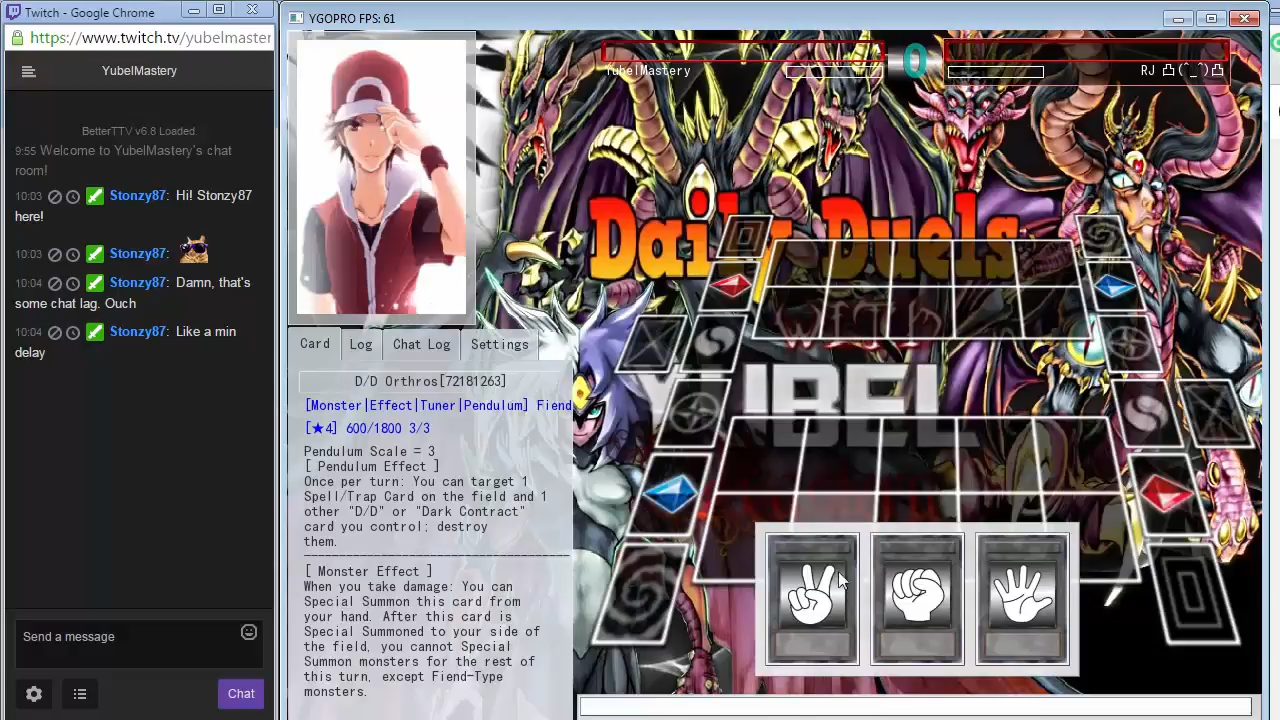 Twitch - Google Chrome
https://www.twitch.tv/yubelmaster
YubelMastery
BetterTTV v6.8 Loaded.
9:55 Welcome to YubelMastery's chat
room!
10:03 Stonzy87: Hi! Stonzy87
here!
10:03 Stonzy87:
10:04 Stonzy87: Damn, that's
some chat lag. Ouch
10:04 Stonzy87: Like a min
delay
Send a message
Chat
YGOPRO FPS: 61
YubelMastery
0
RJ 凸(^_^)凸
Daily Duels
with
YUBEL
Card
Log
Chat Log
Settings
D/D Orthros[72181263]
[Monster|Effect|Tuner|Pendulum] Fiend
[★4] 600/1800 3/3
Pendulum Scale = 3
[ Pendulum Effect ]
Once per turn: You can target 1
Spell/Trap Card on the field and 1
other "D/D" or "Dark Contract"
card you control; destroy
them.
[ Monster Effect ]
When you take damage: You can
Special Summon this card from
your hand. After this card is
Special Summoned to your side of
the field, you cannot Special
Summon monsters for the rest of
this turn, except Fiend-Type
monsters.